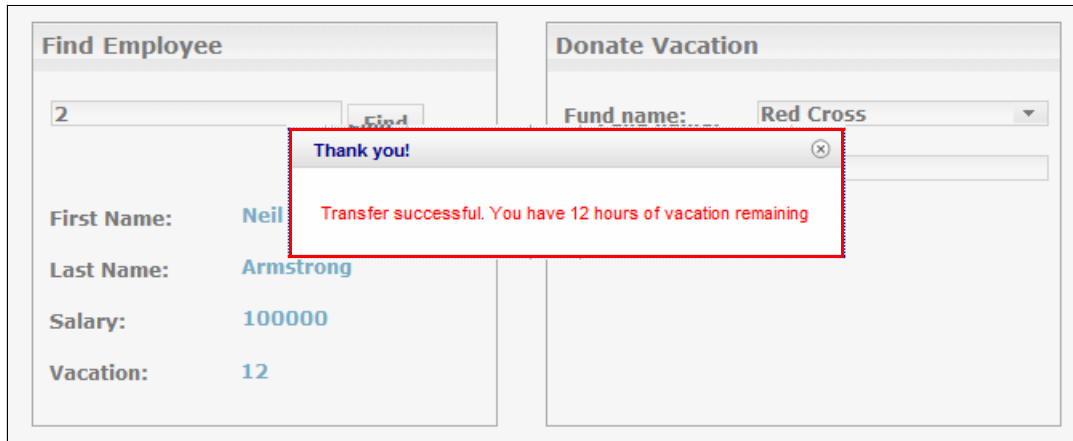 Find Employee
Donate Vacation
2
Find
Fund name:
Red Cross
Thank you!
Transfer successful. You have 12 hours of vacation remaining
First Name:
Neil
Last Name:
Armstrong
Salary:
100000
Vacation:
12